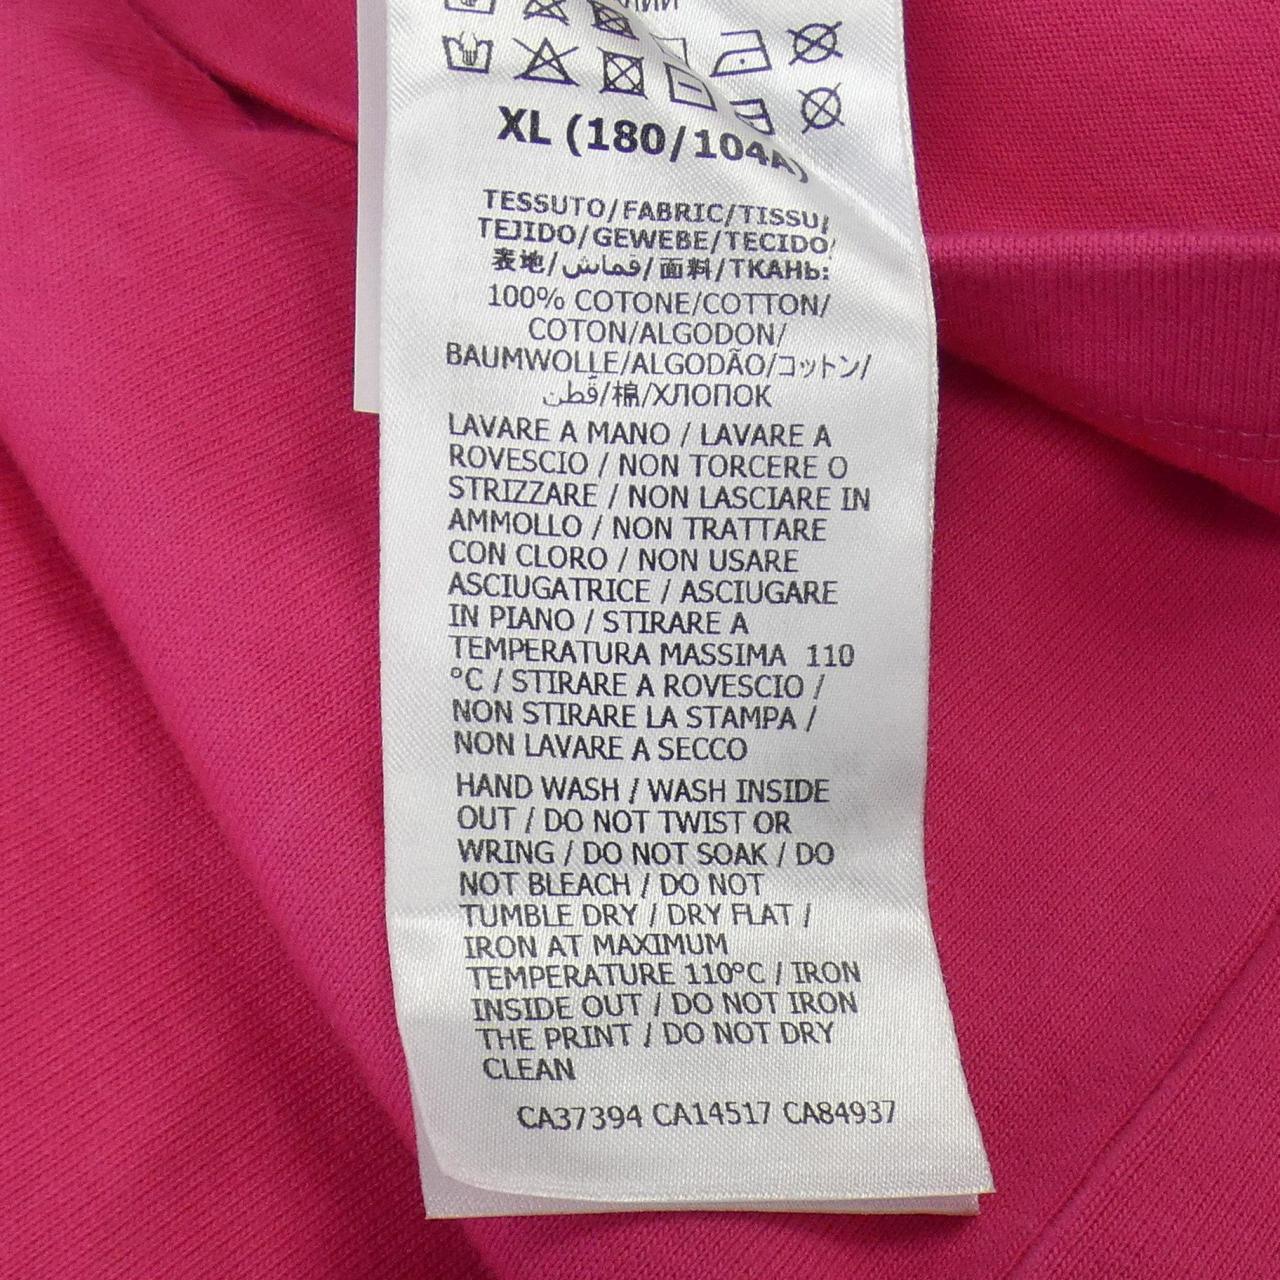 XL (180/104A)
TESSUTO/FABRIC/TISSU/
TEJIDO/GEWEBE/TECIDO/
表地/قماش/面料/ТКАНЬ:
100% COTONE/COTTON/
COTON/ALGODON/
BAUMWOLLE/ALGODÃO/コットン/
قطن/棉/ХЛОПОК
LAVARE A MANO / LAVARE A
ROVESCIO / NON TORCERE O
STRIZZARE / NON LASCIARE IN
AMMOLLO / NON TRATTARE
CON CLORO / NON USARE
ASCIUGATRICE / ASCIUGARE
IN PIANO / STIRARE A
TEMPERATURA MASSIMA 110
°C / STIRARE A ROVESCIO /
NON STIRARE LA STAMPA /
NON LAVARE A SECCO
HAND WASH / WASH INSIDE
OUT / DO NOT TWIST OR
WRING / DO NOT SOAK / DO
NOT BLEACH / DO NOT
TUMBLE DRY / DRY FLAT /
IRON AT MAXIMUM
TEMPERATURE 110°C / IRON
INSIDE OUT / DO NOT IRON
THE PRINT / DO NOT DRY
CLEAN
CA37394 CA14517 CA84937